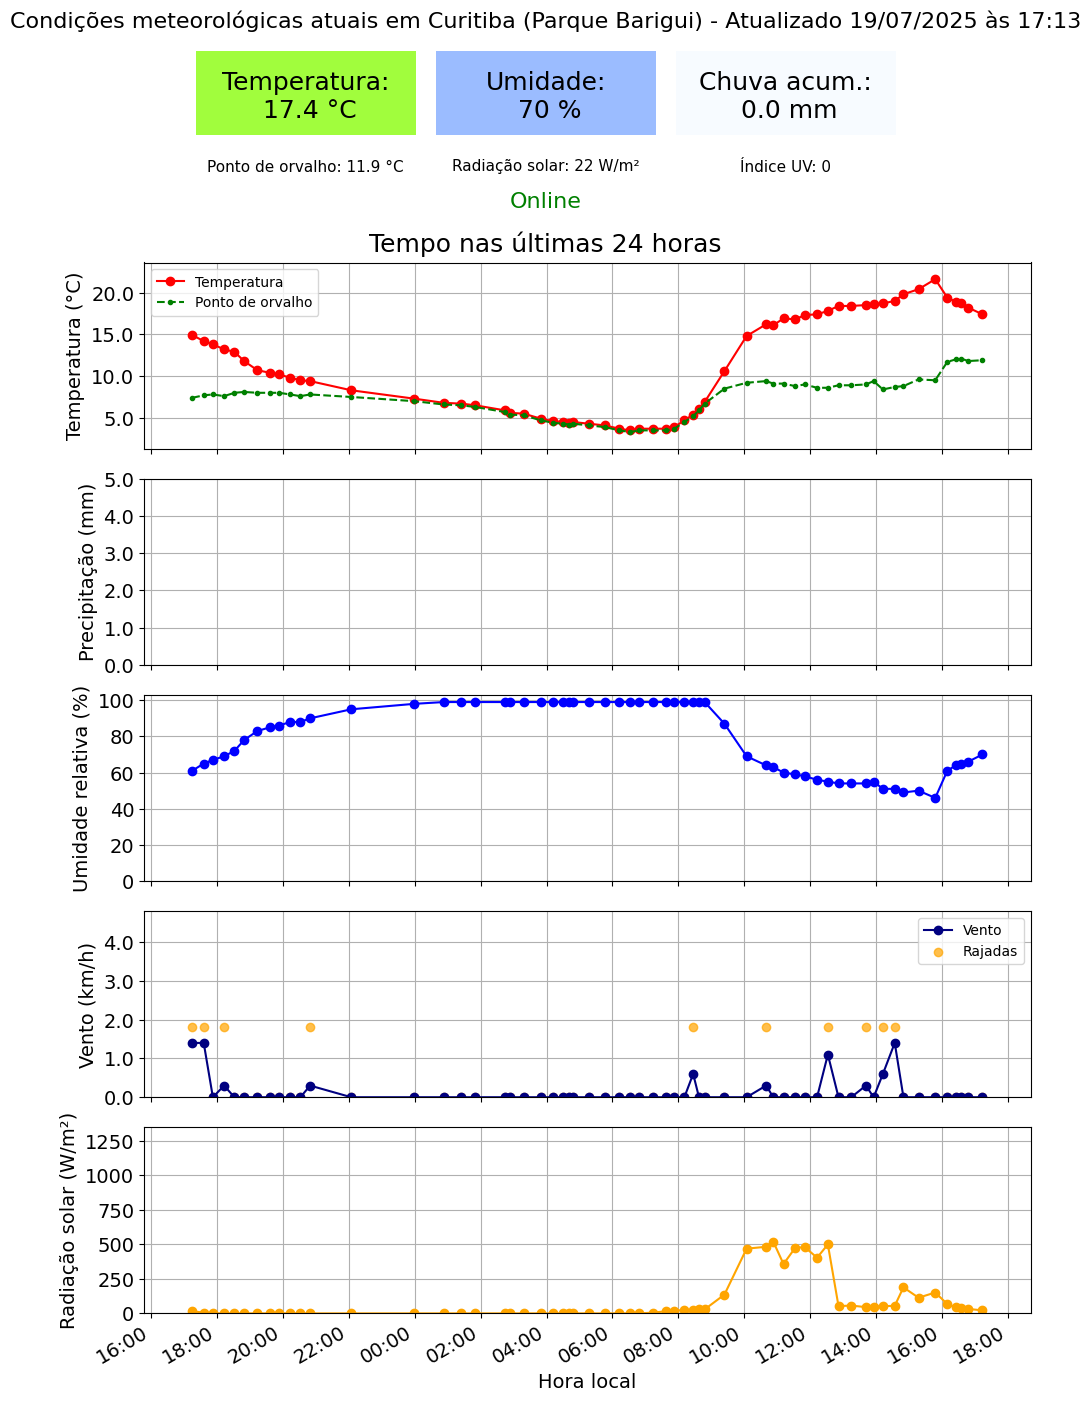 Condições meteorológicas atuais em Curitiba (Parque Barigui) - Atualizado 19/07/2025 às 17:13
Temperatura:
17.4 °C
Umidade:
70 %
Chuva acum.:
0.0 mm
Ponto de orvalho: 11.9 °C
Radiação solar: 22 W/m²
Índice UV: 0
Online
Tempo nas últimas 24 horas
Temperatura (°C)
20.0
15.0
10.0
5.0
Temperatura
Ponto de orvalho
Precipitação (mm)
5.0
4.0
3.0
2.0
1.0
0.0
Umidade relativa (%)
100
80
60
40
20
0
Vento (km/h)
4.0
3.0
2.0
1.0
0.0
Vento
Rajadas
Radiação solar (W/m²)
1250
1000
750
500
250
0
16:00
18:00
20:00
22:00
00:00
02:00
04:00
06:00
08:00
10:00
12:00
14:00
16:00
18:00
Hora local